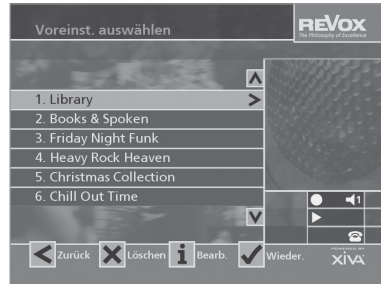 Voreinst. auswählen
REVOX
The Philosophy of Excellence
1. Library
2. Books & Spoken
3. Friday Night Funk
4. Heavy Rock Heaven
5. Christmas Collection
6. Chill Out Time
1
Zurück Löschen i Bearb. Wieder.
POWERED BY
XiVA